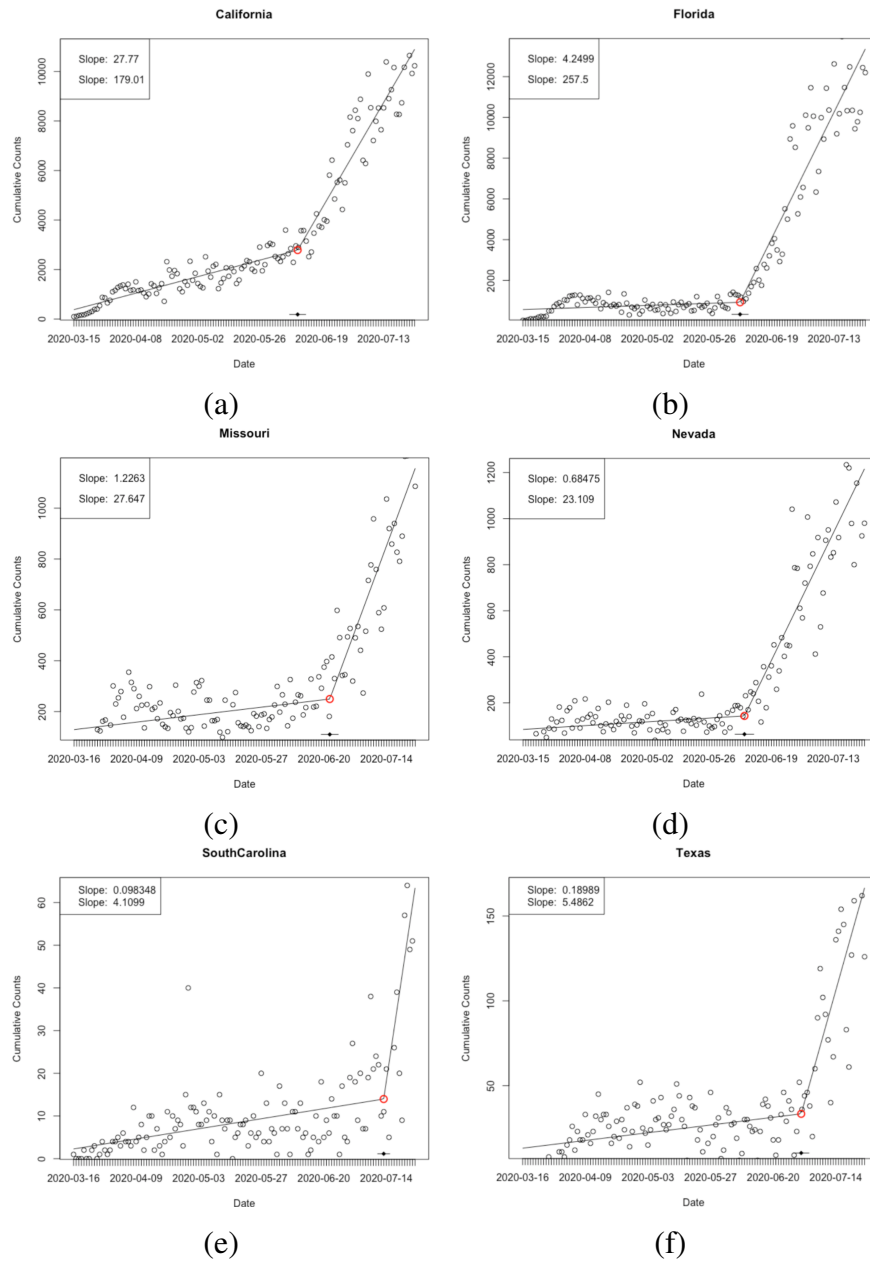 California
Slope: 27.77
Slope: 179.01
Cumulative Counts
0 2000 4000 6000 8000 10000
2020-03-15 2020-04-08 2020-05-02 2020-05-26 2020-06-19 2020-07-13
Date
(a)
Florida
Slope: 4.2499
Slope: 257.5
Cumulative Counts
2000 4000 6000 8000 10000 12000
2020-03-15 2020-04-08 2020-05-02 2020-05-26 2020-06-19 2020-07-13
Date
(b)
Missouri
Slope: 1.2263
Slope: 27.647
Cumulative Counts
200 400 600 800 1000
2020-03-16 2020-04-09 2020-05-03 2020-05-27 2020-06-20 2020-07-14
Date
(c)
Nevada
Slope: 0.68475
Slope: 23.109
Cumulative Counts
200 400 600 800 1000 1200
2020-03-15 2020-04-08 2020-05-02 2020-05-26 2020-06-19 2020-07-13
Date
(d)
SouthCarolina
Slope: 0.098348
Slope: 4.1099
Cumulative Counts
0 10 20 30 40 50 60
2020-03-16 2020-04-09 2020-05-03 2020-05-27 2020-06-20 2020-07-14
Date
(e)
Texas
Slope: 0.18989
Slope: 5.4862
Cumulative Counts
50 100 150
2020-03-16 2020-04-09 2020-05-03 2020-05-27 2020-06-20 2020-07-14
Date
(f)